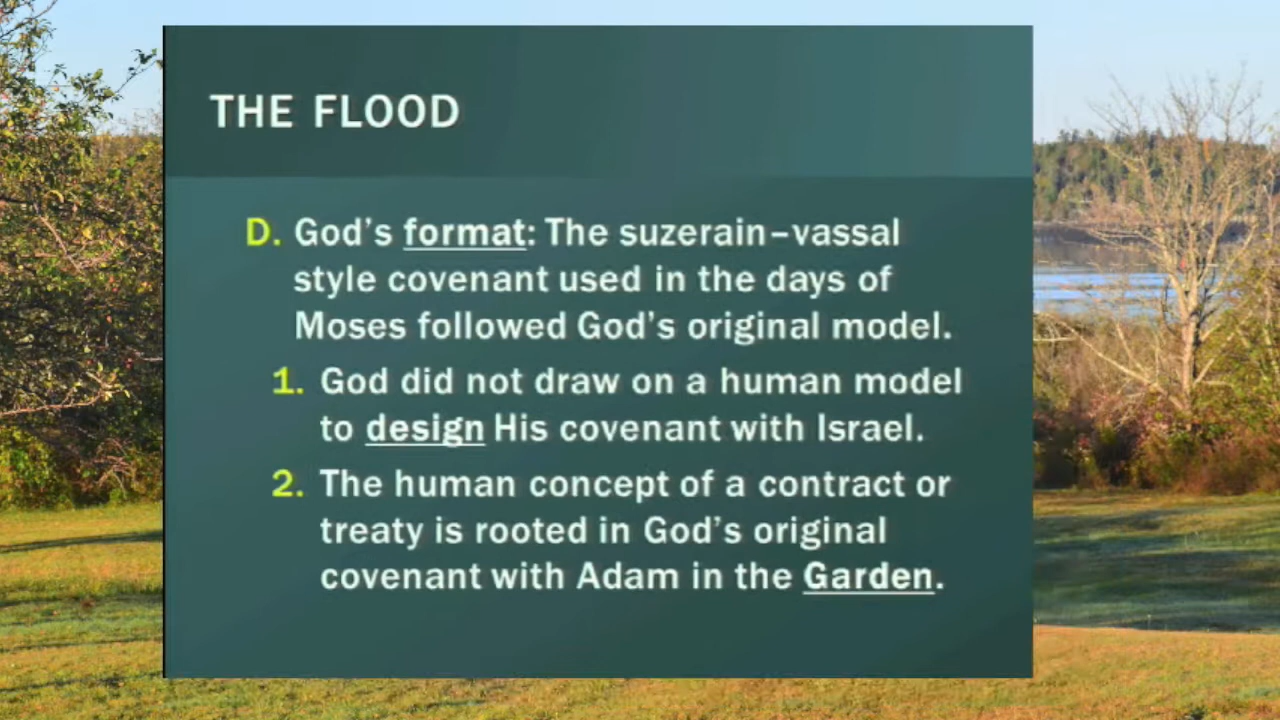 THE FLOOD
D. God's format: The suzerain–vassal
style covenant used in the days of
Moses followed God's original model.
1. God did not draw on a human model
to design His covenant with Israel.
2. The human concept of a contract or
treaty is rooted in God's original
covenant with Adam in the Garden.